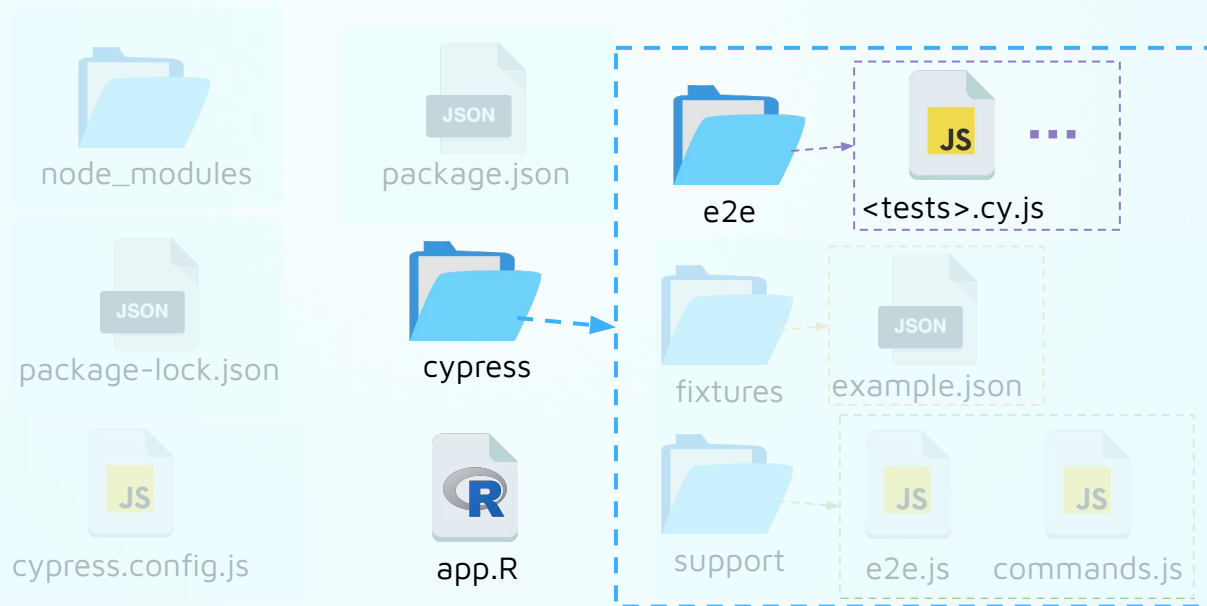 JSON
JS
node_modules
package.json
e2e
<tests>.cy.js
JSON
JSON
package-lock.json
cypress
fixtures
example.json
JS
R
JS
JS
cypress.config.js
app.R
support
e2e.js
commands.js